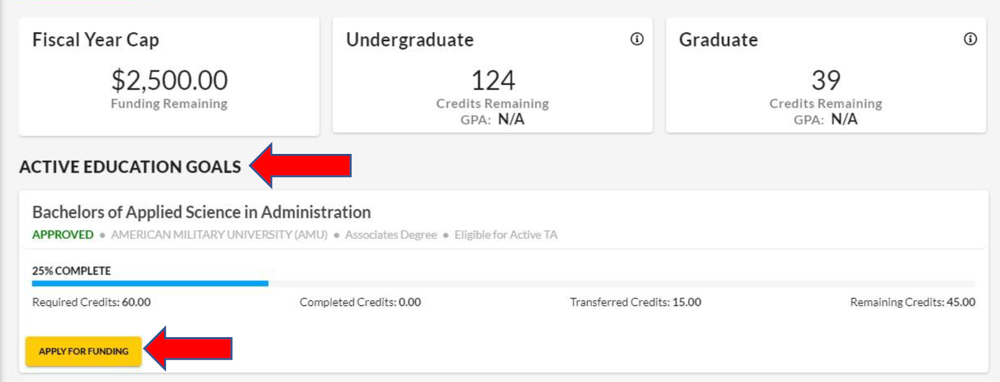 Fiscal Year Cap
$2,500.00
Funding Remaining
Undergraduate
124
Credits Remaining
GPA: N/A
Graduate
39
Credits Remaining
GPA: N/A
ACTIVE EDUCATION GOALS
Bachelors of Applied Science in Administration
APPROVED • AMERICAN MILITARY UNIVERSITY (AMU) • Associates Degree • Eligible for Active TA
25% COMPLETE
Required Credits: 60.00 Completed Credits: 0.00 Transferred Credits: 15.00 Remaining Credits: 45.00
APPLY FOR FUNDING